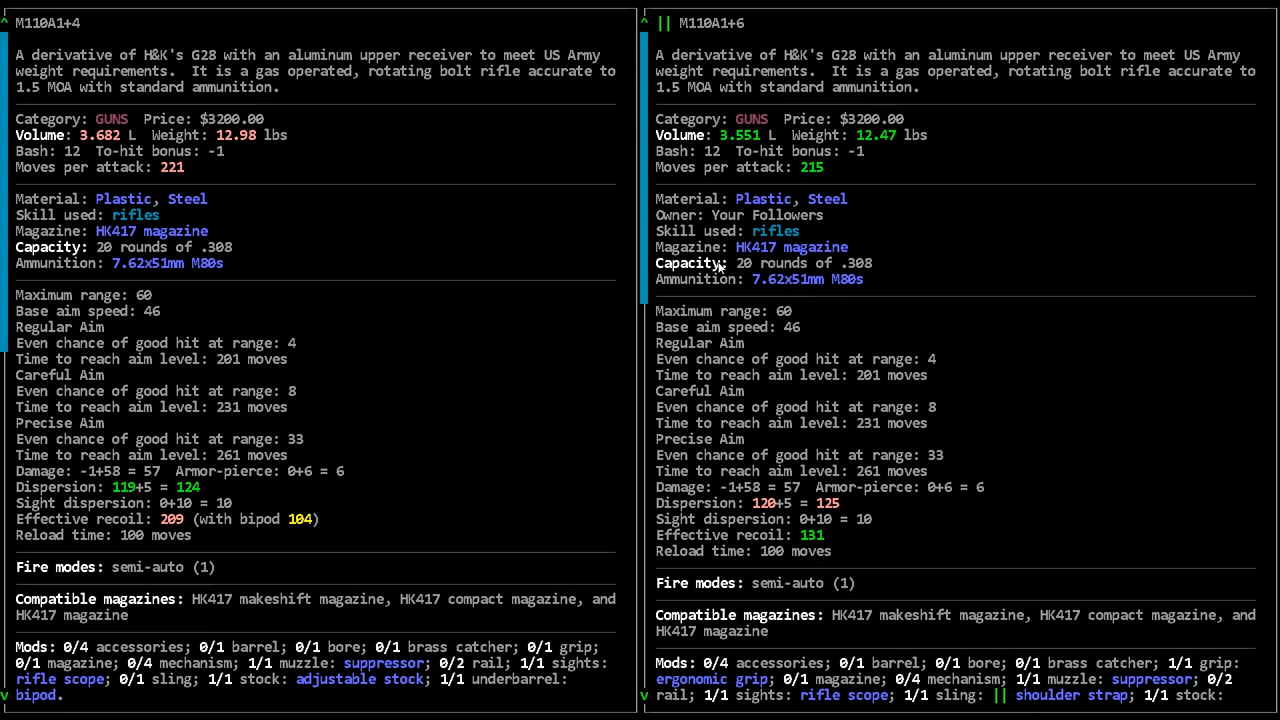 M110A1+4
A derivative of H&K's G28 with an aluminum upper receiver to meet US Army
weight requirements.  It is a gas operated, rotating bolt rifle accurate to
1.5 MOA with standard ammunition.
Category: GUNS  Price: $3200.00
Volume: 3.682 L  Weight: 12.98 lbs
Bash: 12  To-hit bonus: -1
Moves per attack: 221
Material: Plastic, Steel
Skill used: rifles
Magazine: HK417 magazine
Capacity: 20 rounds of .308
Ammunition: 7.62x51mm M80s
Maximum range: 60
Base aim speed: 46
Regular Aim
Even chance of good hit at range: 4
Time to reach aim level: 201 moves
Careful Aim
Even chance of good hit at range: 8
Time to reach aim level: 231 moves
Precise Aim
Even chance of good hit at range: 33
Time to reach aim level: 261 moves
Damage: -1+58 = 57  Armor-pierce: 0+6 = 6
Dispersion: 119+5 = 124
Sight dispersion: 0+10 = 10
Effective recoil: 209 (with bipod 104)
Reload time: 100 moves
Fire modes: semi-auto (1)
Compatible magazines: HK417 makeshift magazine, HK417 compact magazine, and
HK417 magazine
Mods: 0/4 accessories; 0/1 barrel; 0/1 bore; 0/1 brass catcher; 0/1 grip;
0/1 magazine; 0/4 mechanism; 1/1 muzzle: suppressor; 0/2 rail; 1/1 sights:
rifle scope; 0/1 sling; 1/1 stock: adjustable stock; 1/1 underbarrel:
bipod.
|| M110A1+6
A derivative of H&K's G28 with an aluminum upper receiver to meet US Army
weight requirements.  It is a gas operated, rotating bolt rifle accurate to
1.5 MOA with standard ammunition.
Category: GUNS  Price: $3200.00
Volume: 3.551 L  Weight: 12.47 lbs
Bash: 12  To-hit bonus: -1
Moves per attack: 215
Material: Plastic, Steel
Owner: Your Followers
Skill used: rifles
Magazine: HK417 magazine
Capacity: 20 rounds of .308
Ammunition: 7.62x51mm M80s
Maximum range: 60
Base aim speed: 46
Regular Aim
Even chance of good hit at range: 4
Time to reach aim level: 201 moves
Careful Aim
Even chance of good hit at range: 8
Time to reach aim level: 231 moves
Precise Aim
Even chance of good hit at range: 33
Time to reach aim level: 261 moves
Damage: -1+58 = 57  Armor-pierce: 0+6 = 6
Dispersion: 120+5 = 125
Sight dispersion: 0+10 = 10
Effective recoil: 131
Reload time: 100 moves
Fire modes: semi-auto (1)
Compatible magazines: HK417 makeshift magazine, HK417 compact magazine, and
HK417 magazine
Mods: 0/4 accessories; 0/1 barrel; 0/1 bore; 0/1 brass catcher; 1/1 grip:
ergonomic grip; 0/1 magazine; 0/4 mechanism; 1/1 muzzle: suppressor; 0/2
rail; 1/1 sights: rifle scope; 1/1 sling: || shoulder strap; 1/1 stock: